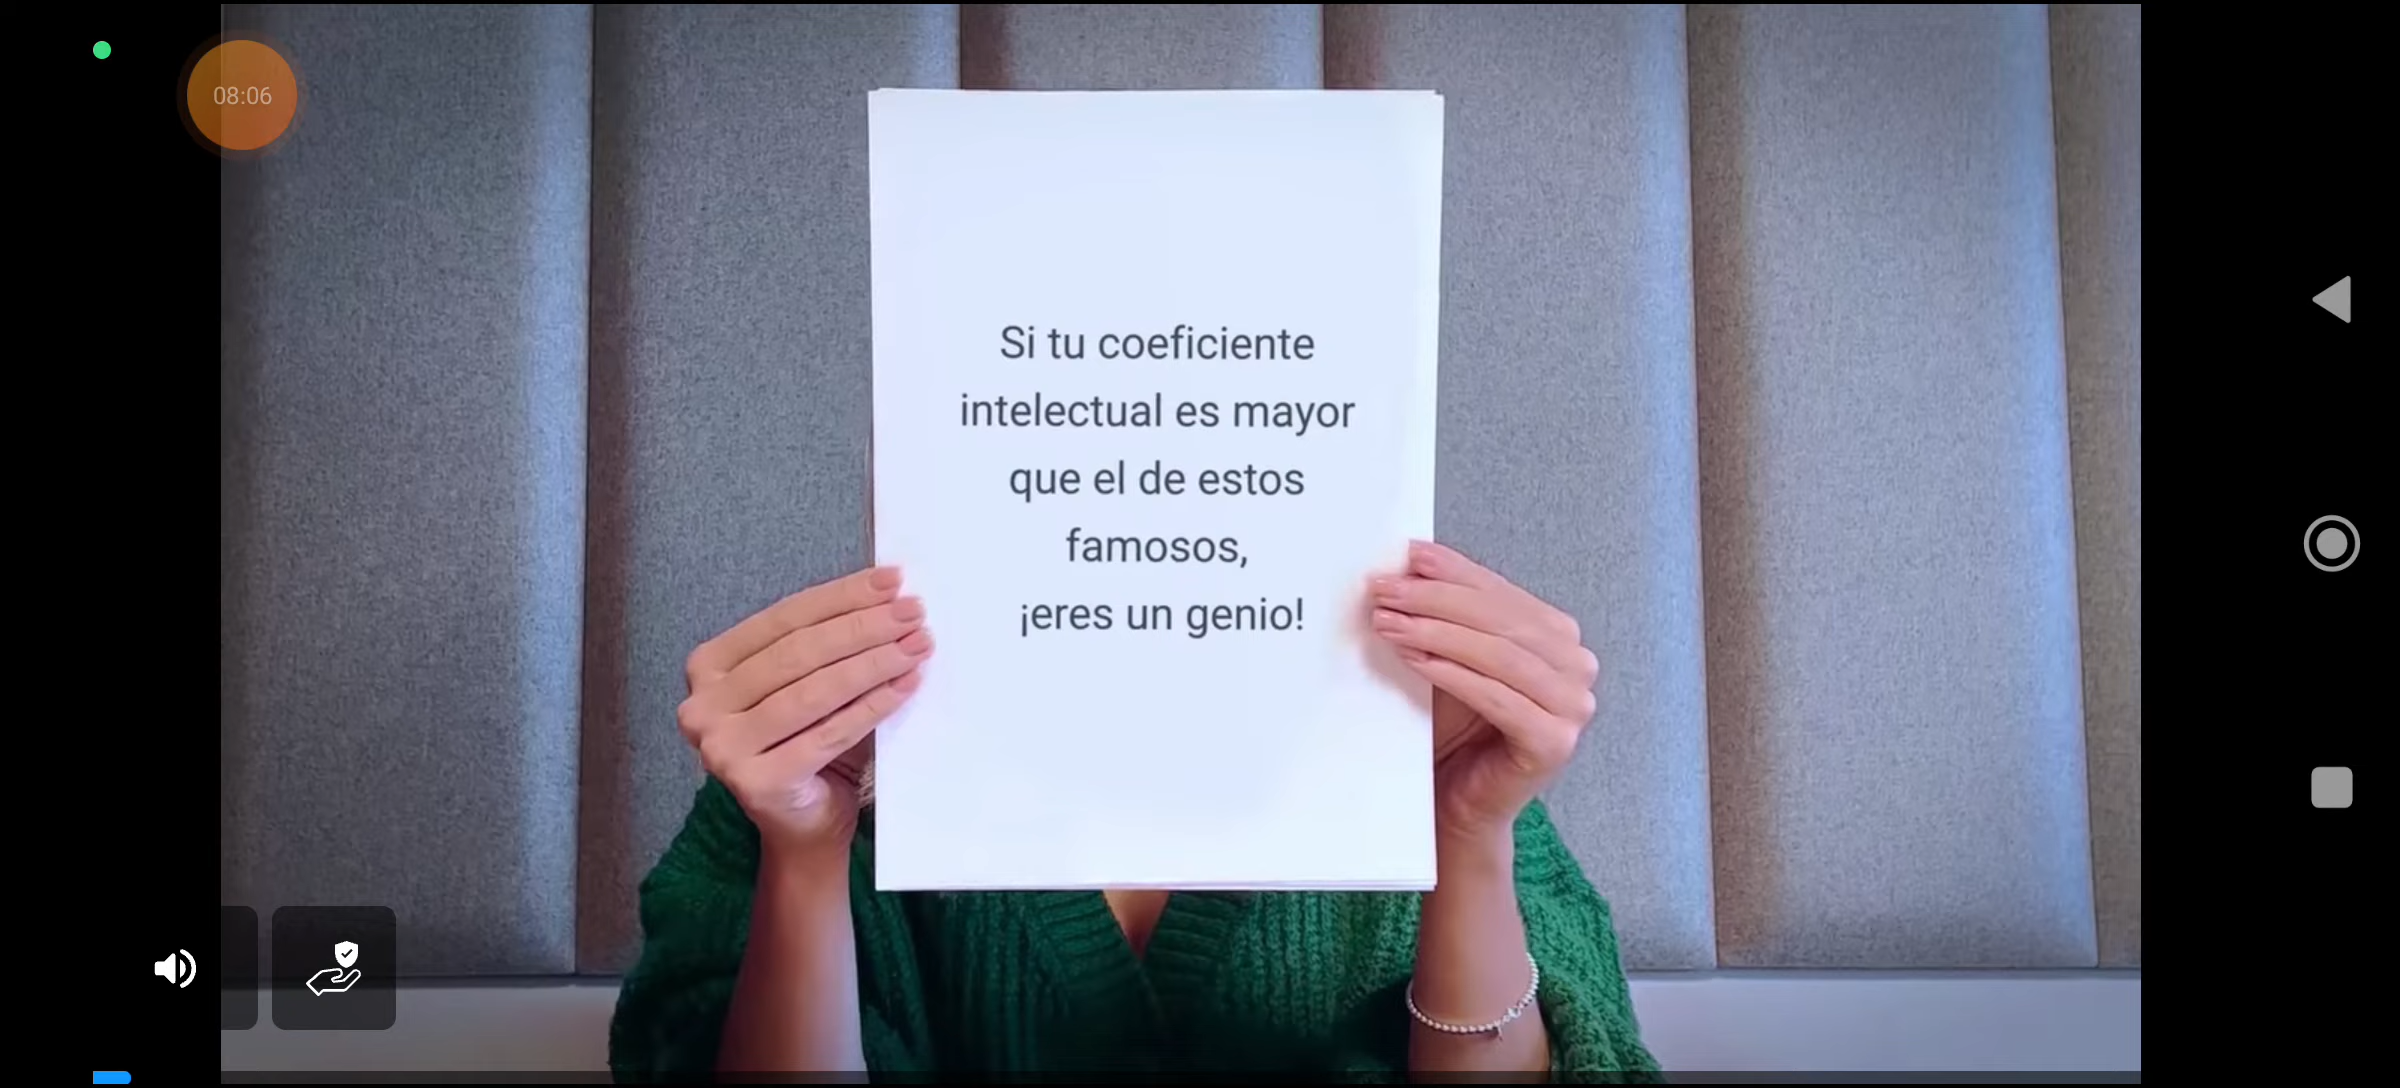 08:06
Si tu coeficiente
intelectual es mayor
que el de estos
famosos,
¡eres un genio!